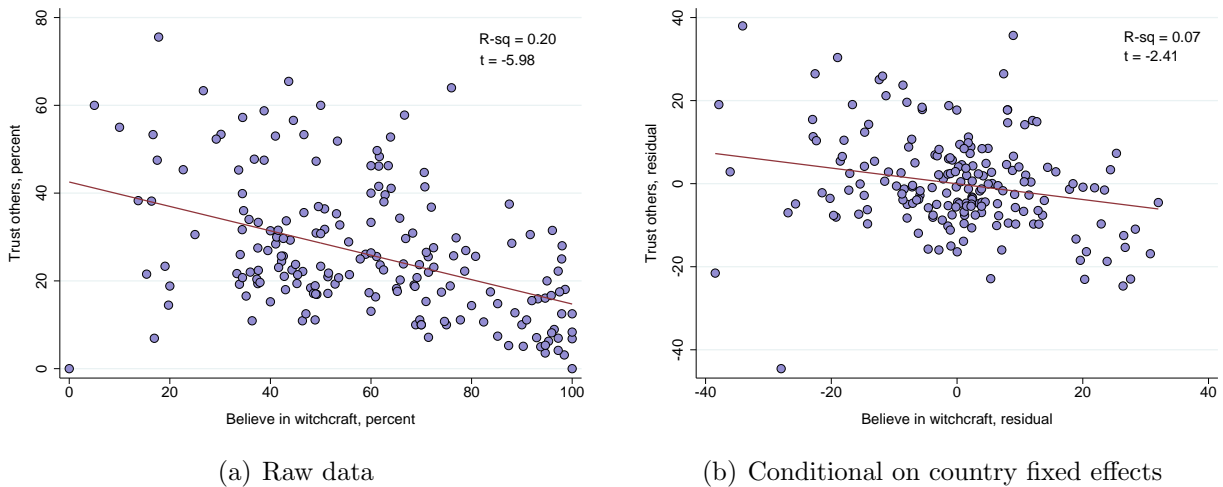 R-sq = 0.20
t = -5.98
Trust others, percent
80
60
40
20
0
0 20 40 60 80 100
Believe in witchcraft, percent
(a) Raw data
R-sq = 0.07
t = -2.41
Trust others, residual
40
20
0
-20
-40
-40 -20 0 20 40
Believe in witchcraft, residual
(b) Conditional on country fixed effects